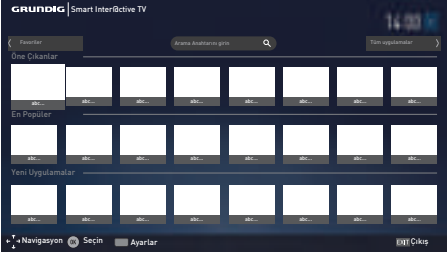 GRUNDIG Smart Inter@ctive TV
14:00
Favoriler
Arama Anahtarını girin
Tüm uygulamalar
Öne Çıkanlar
abc... abc... abc... abc... abc... abc... abc... abc...
En Popüler
abc... abc... abc... abc... abc... abc... abc... abc...
Yeni Uygulamalar
abc... abc... abc... abc... abc... abc... abc... abc...
Navigasyon OK Seçin Ayarlar EXIT Çıkış